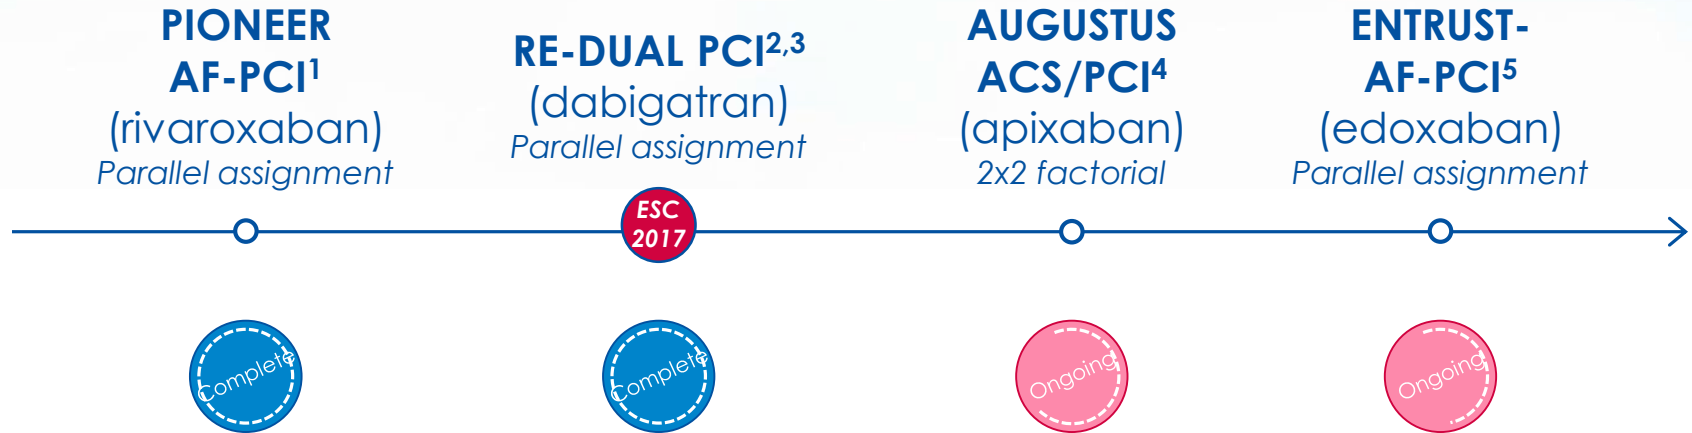 PIONEER
AF-PCI¹
(rivaroxaban)
Parallel assignment
RE-DUAL PCI²,³
(dabigatran)
Parallel assignment
AUGUSTUS
ACS/PCI⁴
(apixaban)
2x2 factorial
ENTRUST-
AF-PCI⁵
(edoxaban)
Parallel assignment
ESC
2017
Complete
Complete
Ongoing
Ongoing